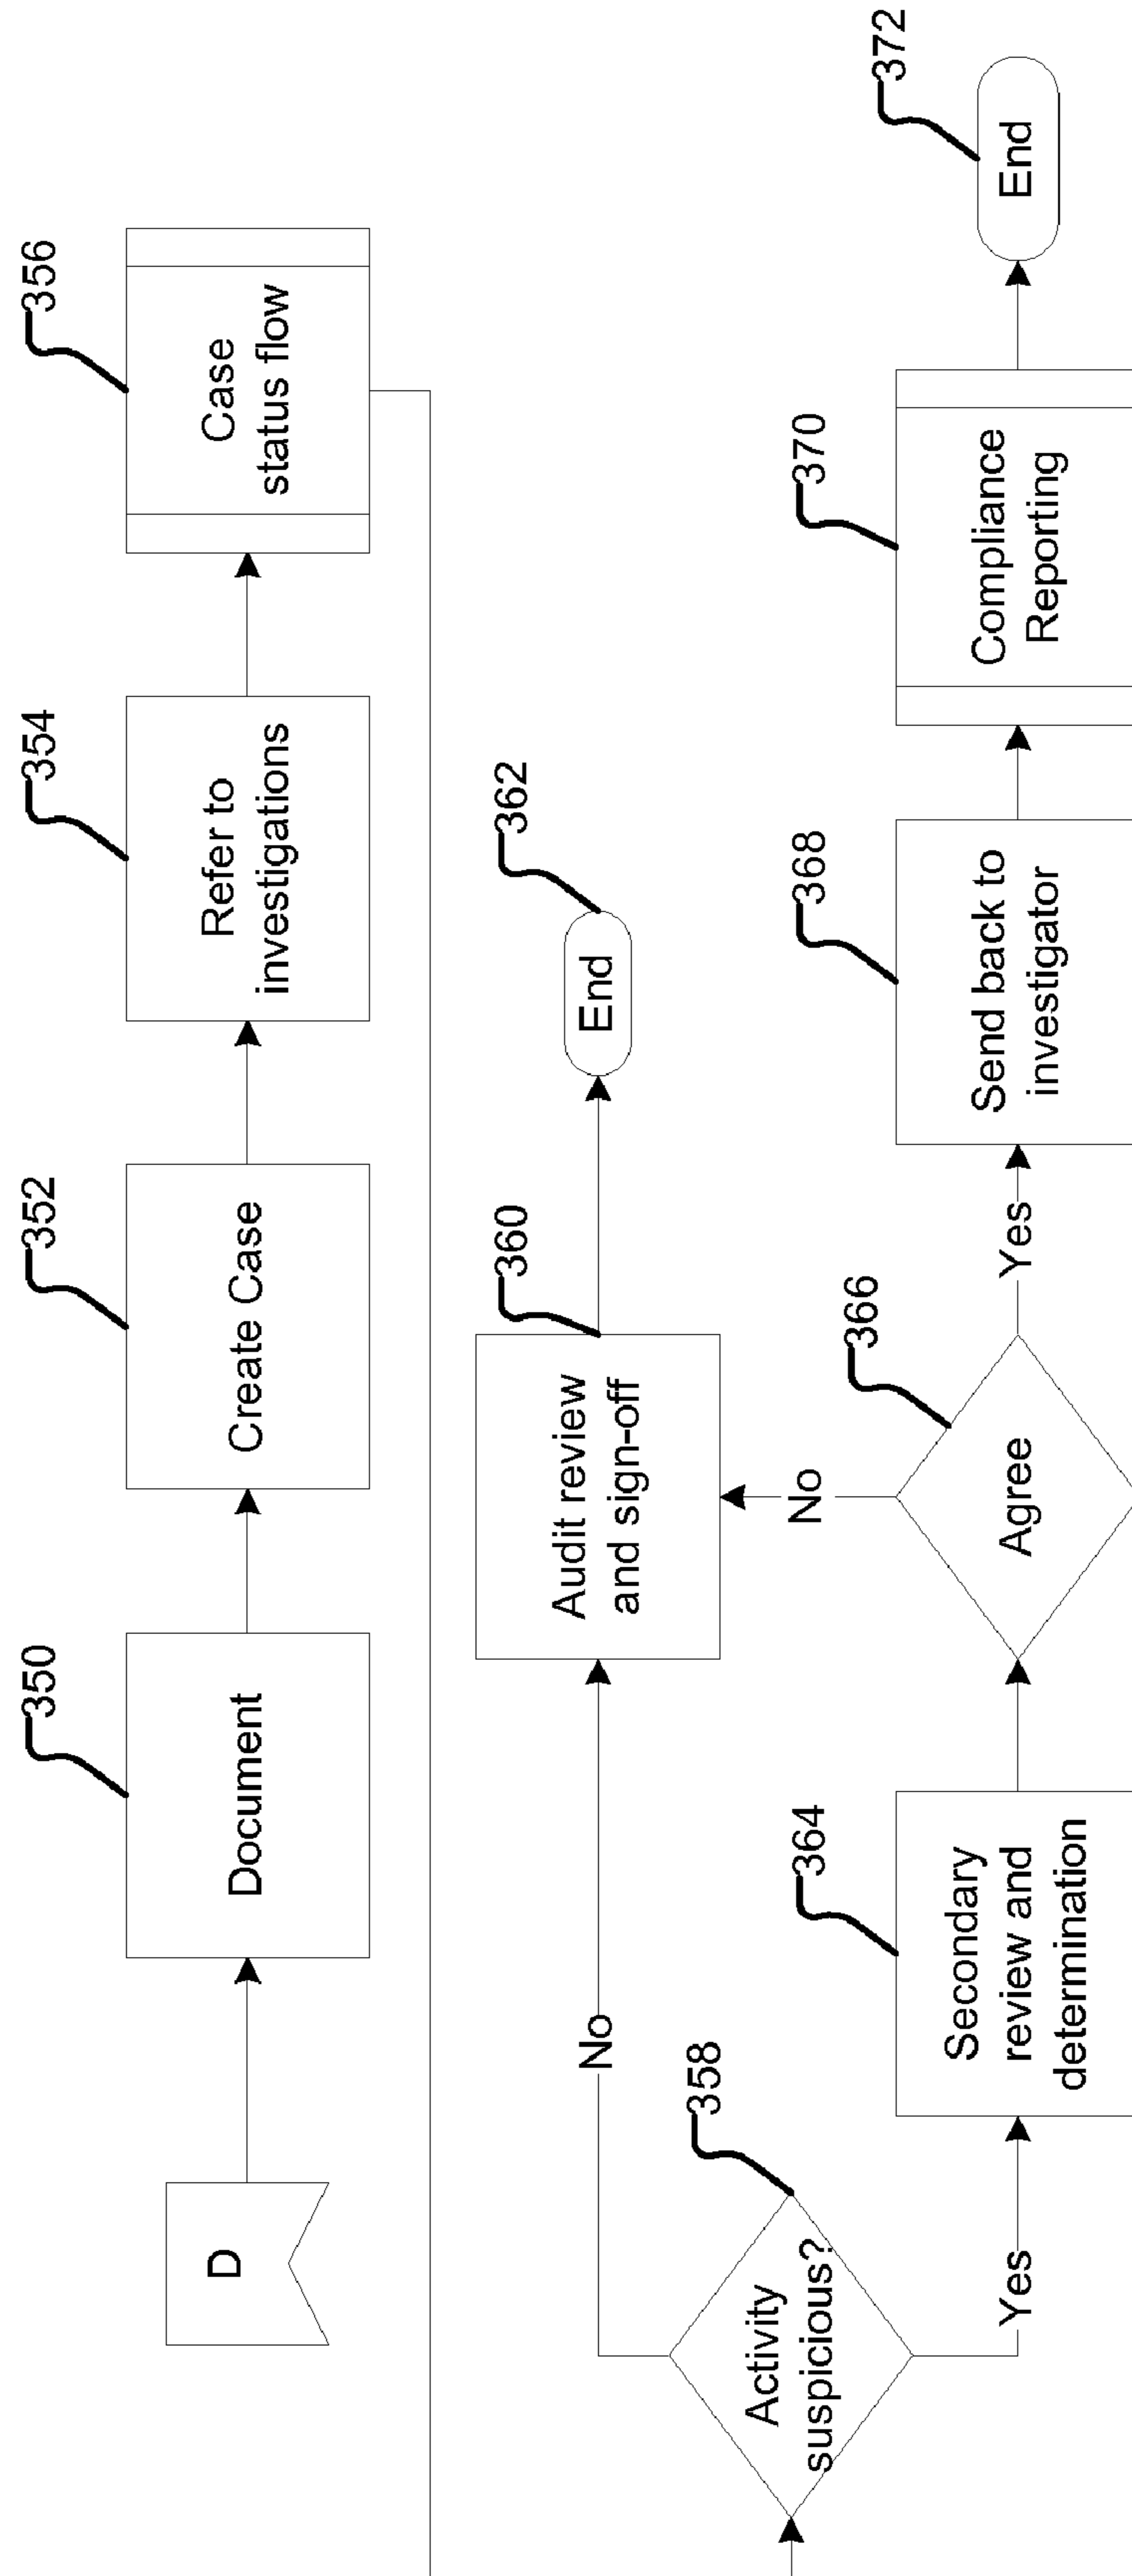 D
350
Document
352
Create Case
354
Refer to
investigations
356
Case
status flow
358
Activity
suspicious?
No
360
Audit review
and sign-off
362
End
Yes
364
Secondary
review and
determination
366
Agree
No
Yes
368
Send back to
investigator
370
Compliance
Reporting
372
End